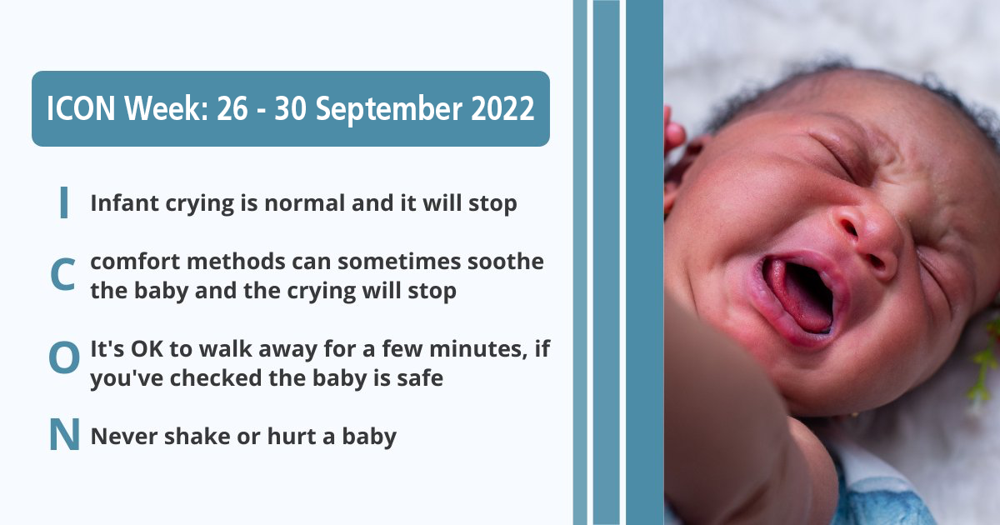 ICON Week: 26 - 30 September 2022
I Infant crying is normal and it will stop
C comfort methods can sometimes soothe
the baby and the crying will stop
O It's OK to walk away for a few minutes, if
you've checked the baby is safe
N Never shake or hurt a baby